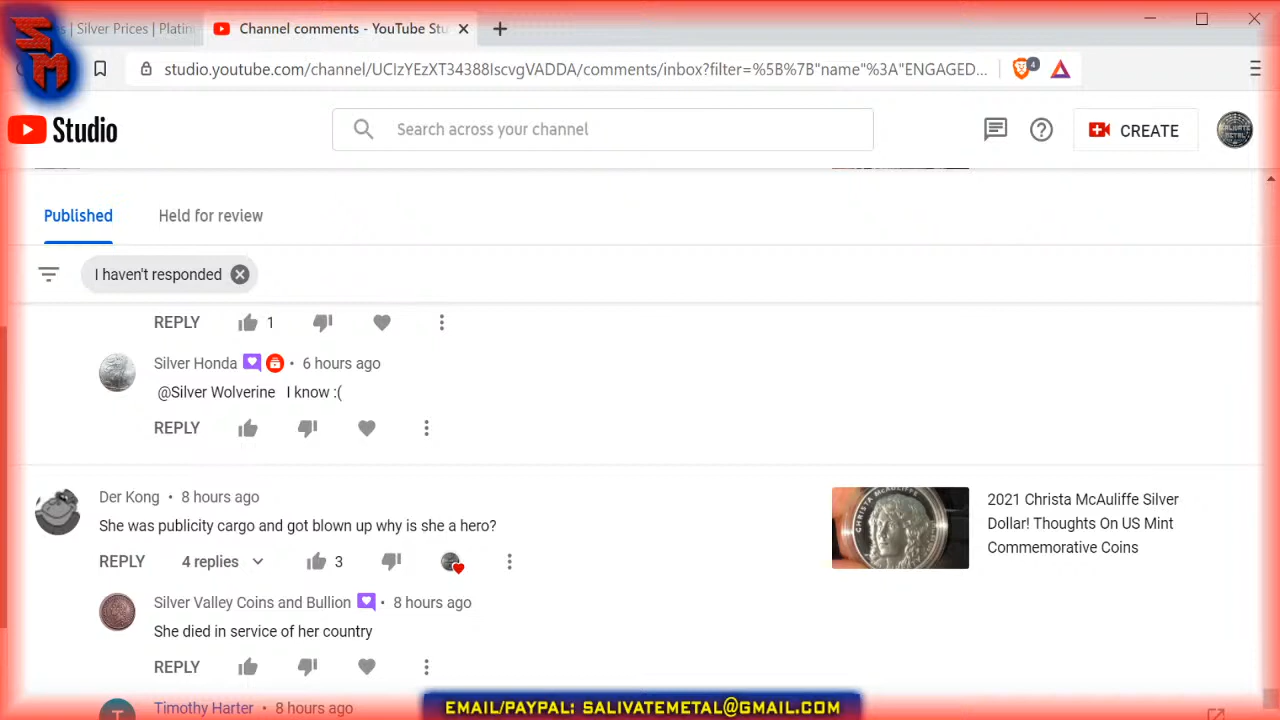 SM
s | Silver Prices | Platin
Channel comments - YouTube Stu
studio.youtube.com/channel/UCIzYEzXT34388IscvgVADDA/comments/inbox?filter=%5B%7B"name"%3A"ENGAGED...
4
Studio
Search across your channel
CREATE
Published
Held for review
I haven't responded
REPLY 1
Silver Honda • 6 hours ago
@Silver Wolverine I know :(
REPLY
Der Kong • 8 hours ago
She was publicity cargo and got blown up why is she a hero?
REPLY 4 replies 3
CHRISTA McAULIFFE
2021 Christa McAuliffe Silver
Dollar! Thoughts On US Mint
Commemorative Coins
Silver Valley Coins and Bullion • 8 hours ago
She died in service of her country
REPLY
T
Timothy Harter • 8 hours ago
EMAIL/PAYPAL: SALIVATEMETAL@GMAIL.COM